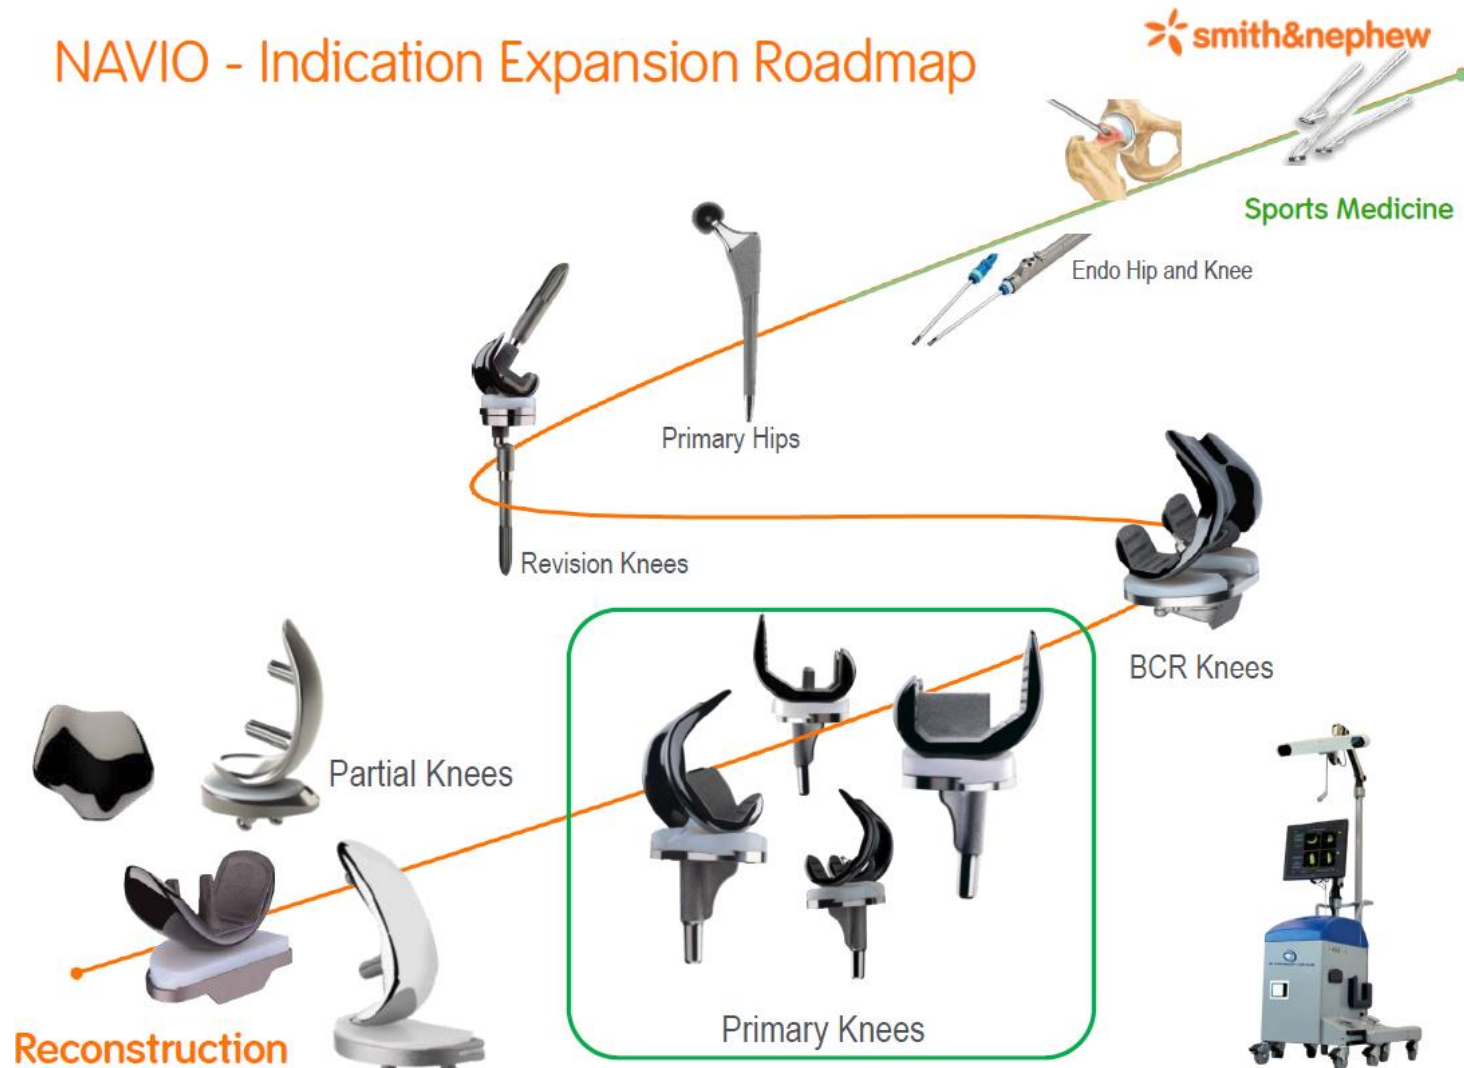 NAVIO - Indication Expansion Roadmap
smith&nephew
Sports Medicine
Endo Hip and Knee
Primary Hips
Revision Knees
BCR Knees
Partial Knees
Primary Knees
Reconstruction